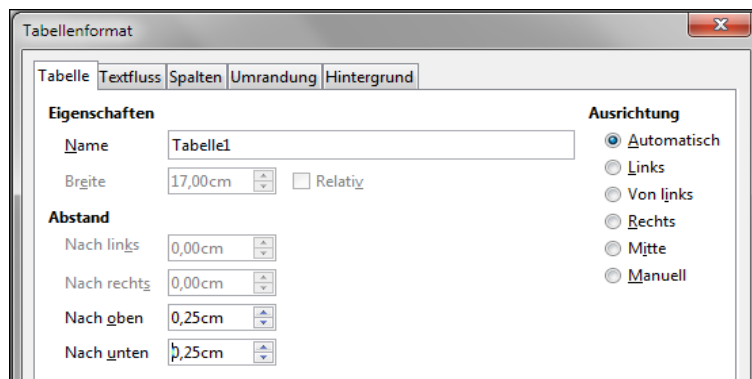 Tabellenformat
Tabelle Textfluss Spalten Umrandung Hintergrund
Eigenschaften
Name Tabelle1
Breite 17,00cm Relativ
Abstand
Nach links 0,00cm
Nach rechts 0,00cm
Nach oben 0,25cm
Nach unten 0,25cm
Ausrichtung
Automatisch
Links
Von links
Rechts
Mitte
Manuell